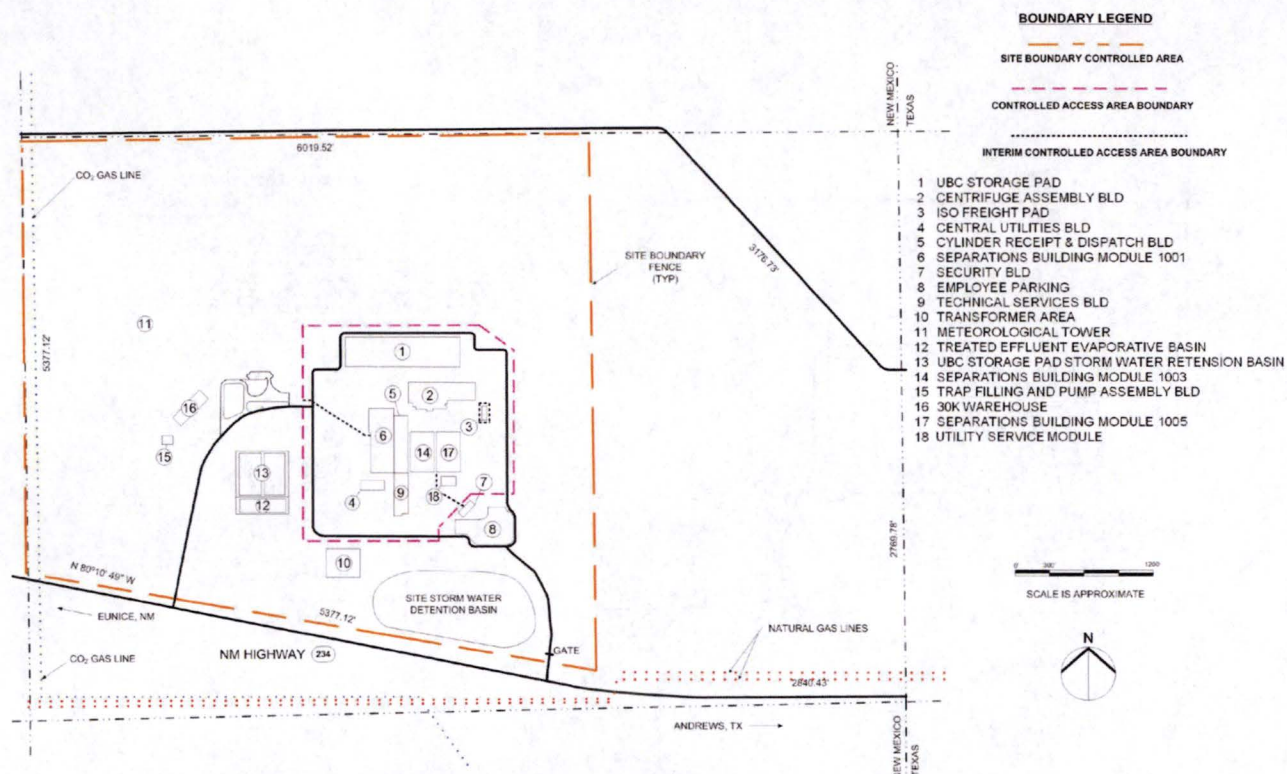 BOUNDARY LEGEND
SITE BOUNDARY CONTROLLED AREA
CONTROLLED ACCESS AREA BOUNDARY
INTERIM CONTROLLED ACCESS AREA BOUNDARY
1 UBC STORAGE PAD
2 CENTRIFUGE ASSEMBLY BLD
3 ISO FREIGHT PAD
4 CENTRAL UTILITIES BLD
5 CYLINDER RECEIPT & DISPATCH BLD
6 SEPARATIONS BUILDING MODULE 1001
7 SECURITY BLD
8 EMPLOYEE PARKING
9 TECHNICAL SERVICES BLD
10 TRANSFORMER AREA
11 METEOROLOGICAL TOWER
12 TREATED EFFLUENT EVAPORATIVE BASIN
13 UBC STORAGE PAD STORM WATER RETENSION BASIN
14 SEPARATIONS BUILDING MODULE 1003
15 TRAP FILLING AND PUMP ASSEMBLY BLD
16 30K WAREHOUSE
17 SEPARATIONS BUILDING MODULE 1005
18 UTILITY SERVICE MODULE
NEW MEXICO
TEXAS
6019.52'
CO₂ GAS LINE
3176.73'
SITE BOUNDARY
FENCE
(TYP)
11
5377.12'
1
5
2
16
3
6
14
17
15
13
7
4
9
18
12
8
10
2769.78'
0 300 1200
SCALE IS APPROXIMATE
N 80°10' 49" W
SITE STORM WATER
DETENTION BASIN
5377.12'
EUNICE, NM
NATURAL GAS LINES
N
NM HIGHWAY 234
GATE
CO₂ GAS LINE
2840.43'
ANDREWS, TX
NEW MEXICO
TEXAS